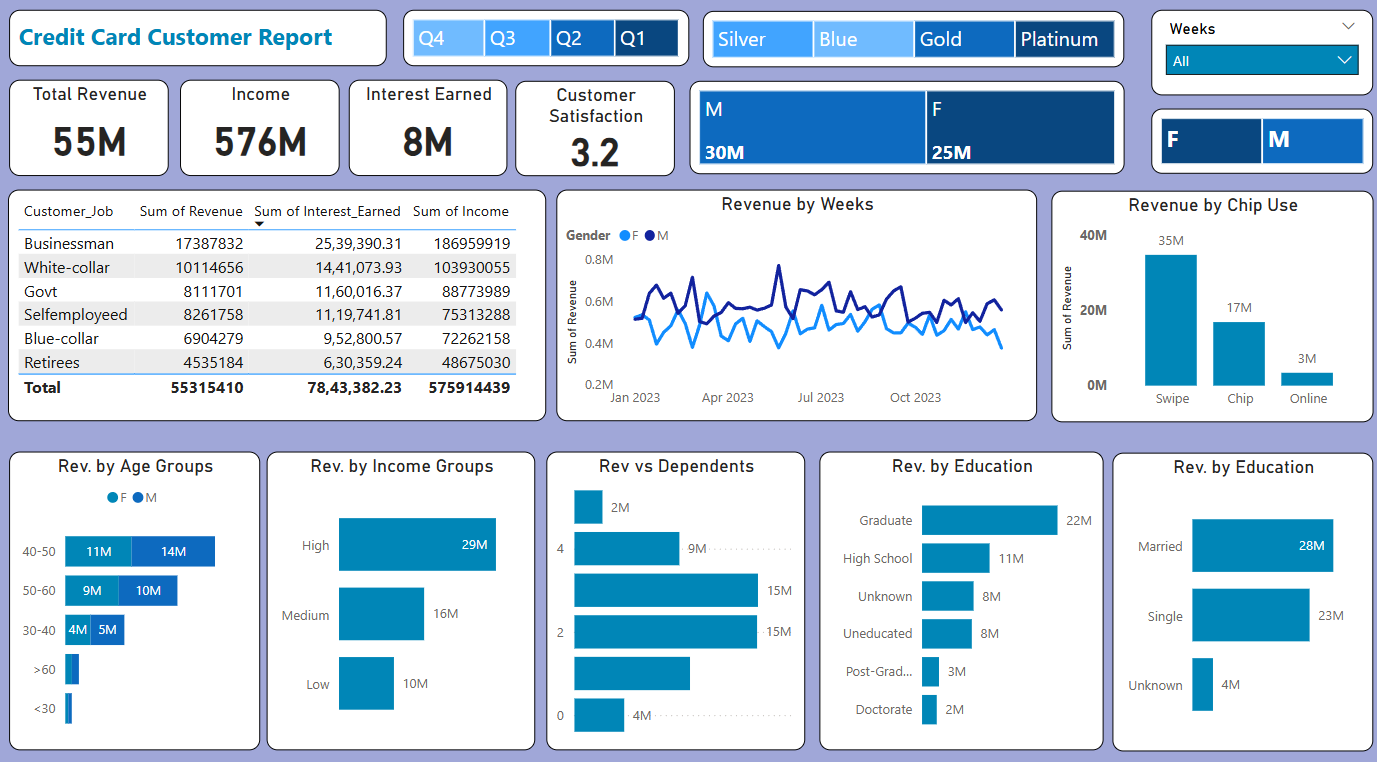 Credit Card Customer Report
Q4 Q3 Q2 Q1
Silver Blue Gold Platinum
Weeks
All
Total Revenue
55M
Income
576M
Interest Earned
8M
Customer
Satisfaction
3.2
M F
30M 25M
F M
Customer_Job Sum of Revenue Sum of Interest_Earned Sum of Income
Businessman 17387832 25,39,390.31 186959919
White-collar 10114656 14,41,073.93 103930055
Govt 8111701 11,60,016.37 88773989
Selfemployeed 8261758 11,19,741.81 75313288
Blue-collar 6904279 9,52,800.57 72262158
Retirees 4535184 6,30,359.24 48675030
Total 55315410 78,43,382.23 575914439
Revenue by Weeks
Gender F M
Sum of Revenue
0.8M
0.6M
0.4M
0.2M
Jan 2023 Apr 2023 Jul 2023 Oct 2023
Revenue by Chip Use
Sum of Revenue
40M
20M
0M
35M
17M
3M
Swipe Chip Online
Rev. by Age Groups
F M
40-50 11M 14M
50-60 9M 10M
30-40 4M 5M
>60
<30
Rev. by Income Groups
High 29M
Medium 16M
Low 10M
Rev vs Dependents
2M
4 9M
15M
2 15M
0 4M
Rev. by Education
Graduate 22M
High School 11M
Unknown 8M
Uneducated 8M
Post-Grad... 3M
Doctorate 2M
Rev. by Education
Married 28M
Single 23M
Unknown 4M